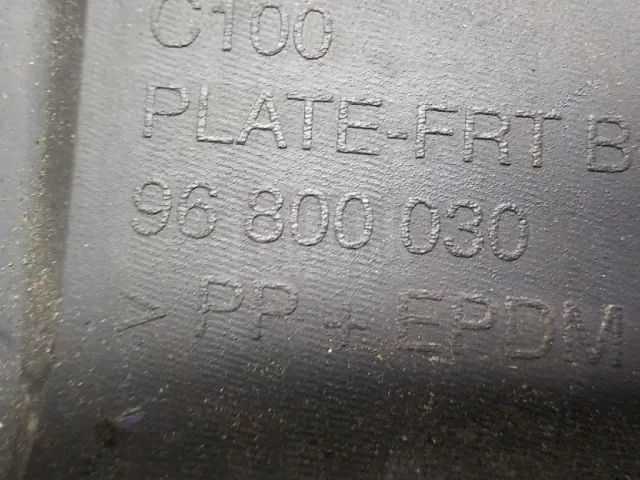 C100
PLATE-FRT B
96 800 030
> PP + EPDM